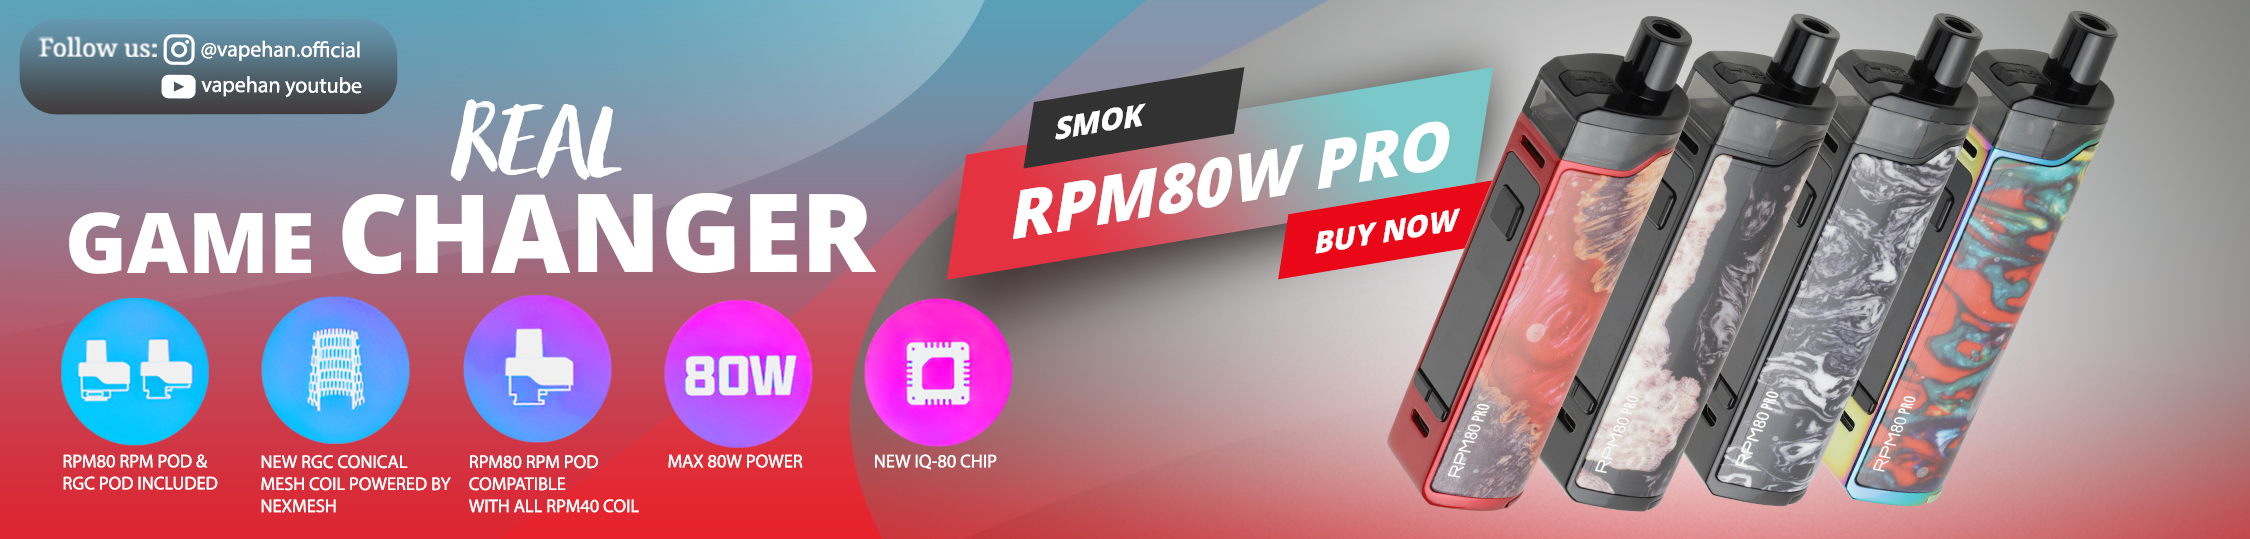 Follow us: @vapehan.official
vapehan youtube
REAL
GAME CHANGER
SMOK
RPM80W PRO
BUY NOW
80W
RPM80 RPM POD &
RGC POD INCLUDED
NEW RGC CONICAL
MESH COIL POWERED BY
NEXMESH
RPM80 RPM POD
COMPATIBLE
WITH ALL RPM40 COIL
MAX 80W POWER
NEW IQ-80 CHIP
RPM80 PRO
RPM80 PRO
RPM80 PRO
RPM80 PRO